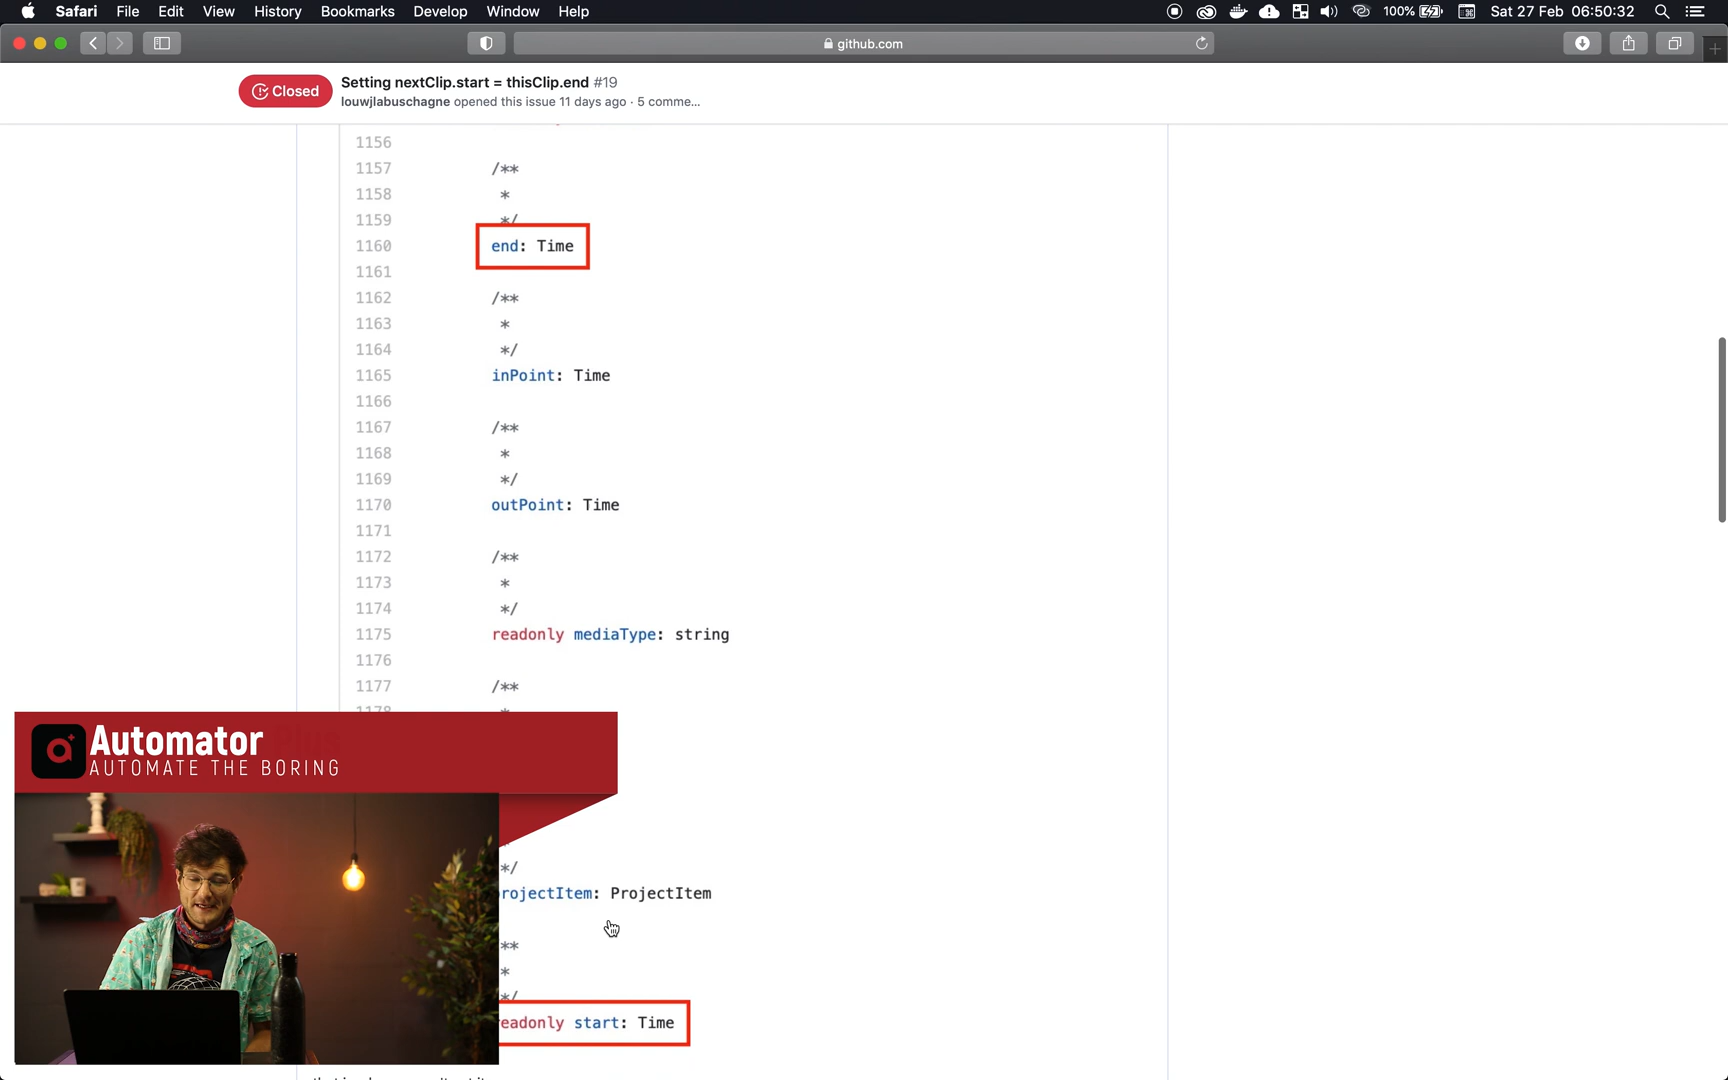 Safari File Edit View History Bookmarks Develop Window Help 100% Sat 27 Feb 06:50:32
github.com
Closed
Setting nextClip.start = thisClip.end #19
louwjlabuschagne opened this issue 11 days ago · 5 comme...
1156
1157 /**
1158 *
1159 */
1160 end: Time
1161
1162 /**
1163 *
1164 */
1165 inPoint: Time
1166
1167 /**
1168 *
1169 */
1170 outPoint: Time
1171
1172 /**
1173 *
1174 */
1175 readonly mediaType: string
1176
1177 /**
1178 *
Automator Plus
AUTOMATE THE BORING
*/
rojectItem: ProjectItem
**
*
*/
eadonly start: Time